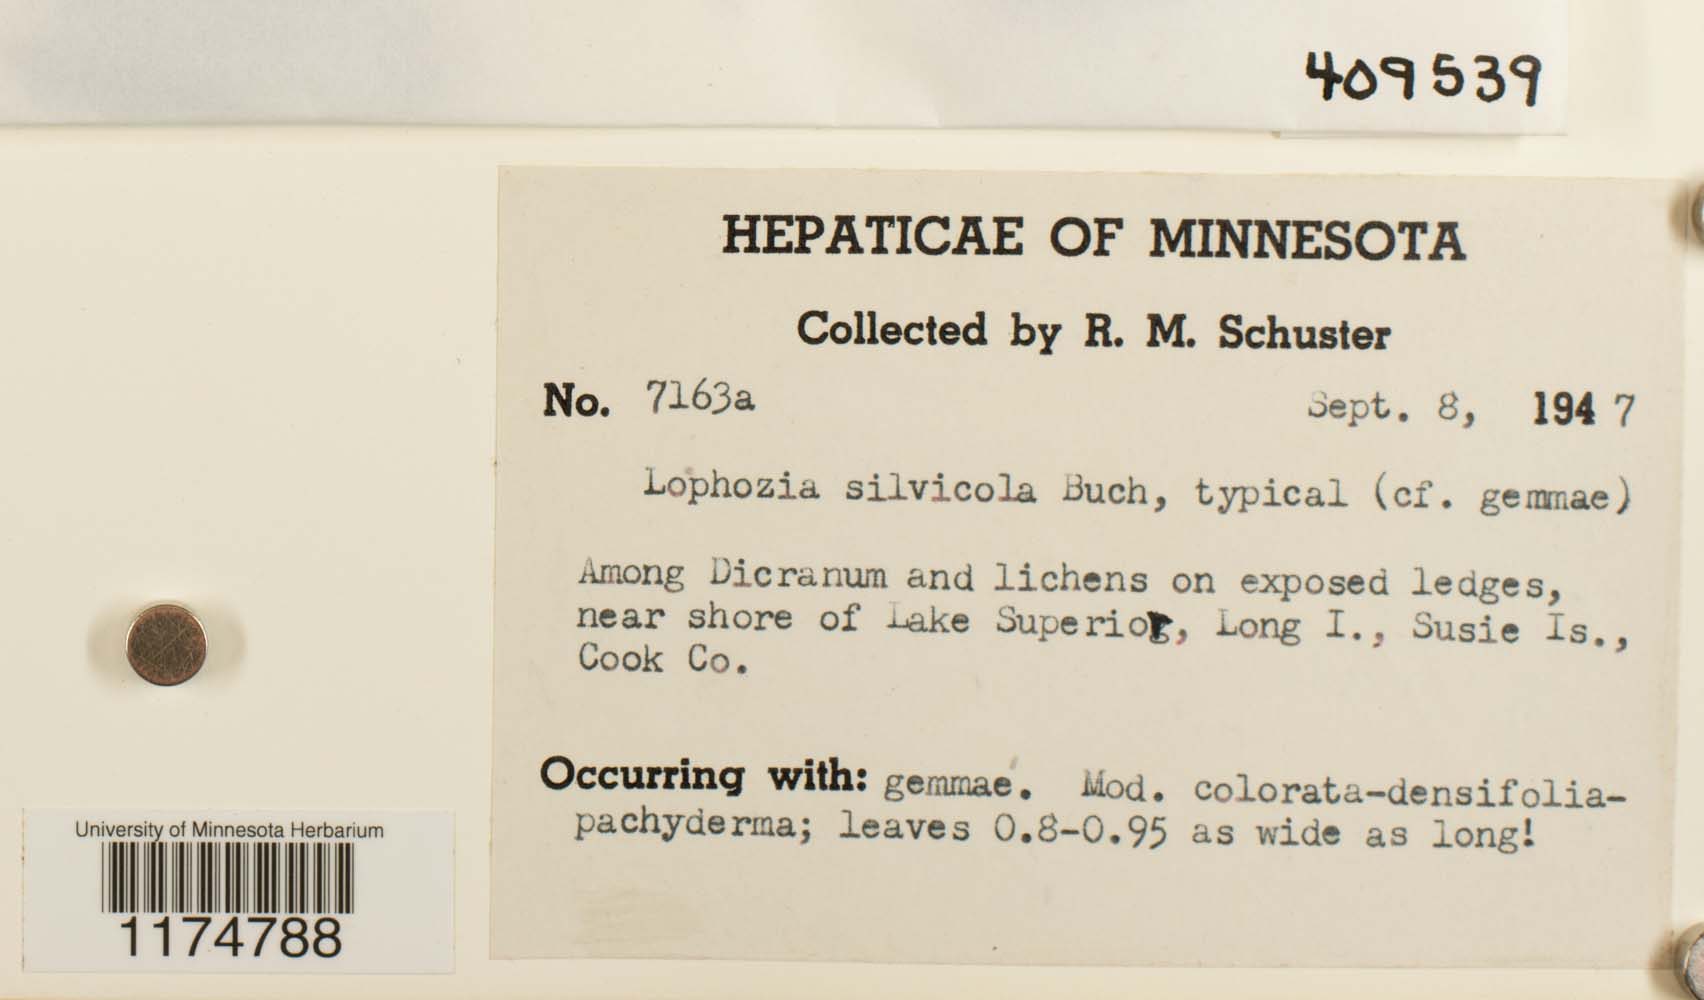 409539
HEPATICAE OF MINNESOTA
Collected by R. M. Schuster
No. 7163a Sept. 8, 1947
Lophozia silvicola Buch, typical (cf. gemmae)
Among Dicranum and lichens on exposed ledges,
near shore of Lake Superior, Long I., Susie Is.,
Cook Co.
Occurring with: gemmae. Mod. colorata-densifolia-
pachyderma; leaves 0.8-0.95 as wide as long!
University of Minnesota Herbarium
1174788